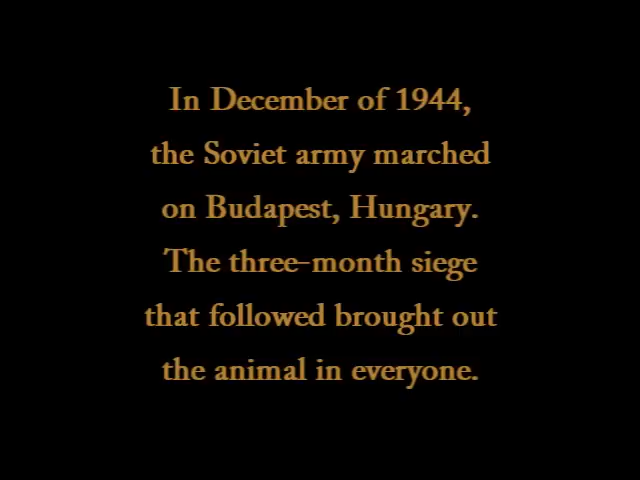 In December of 1944,
the Soviet army marched
on Budapest, Hungary.
The three-month siege
that followed brought out
the animal in everyone.